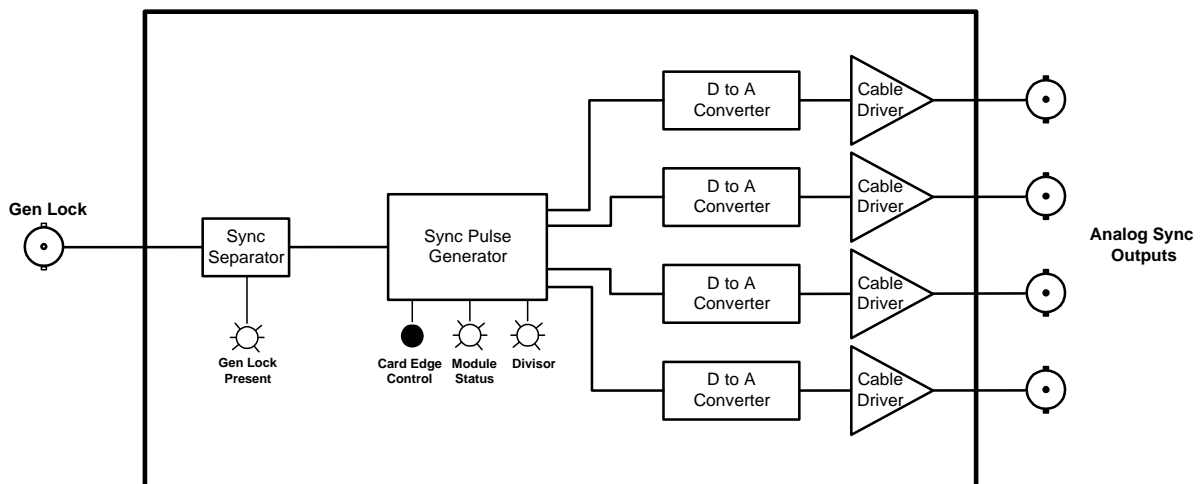 Gen Lock
Sync
Separator
Gen Lock
Present
Sync Pulse
Generator
Card Edge
Control
Module
Status
Divisor
D to A
Converter
Cable
Driver
D to A
Converter
Cable
Driver
D to A
Converter
Cable
Driver
D to A
Converter
Cable
Driver
Analog Sync
Outputs